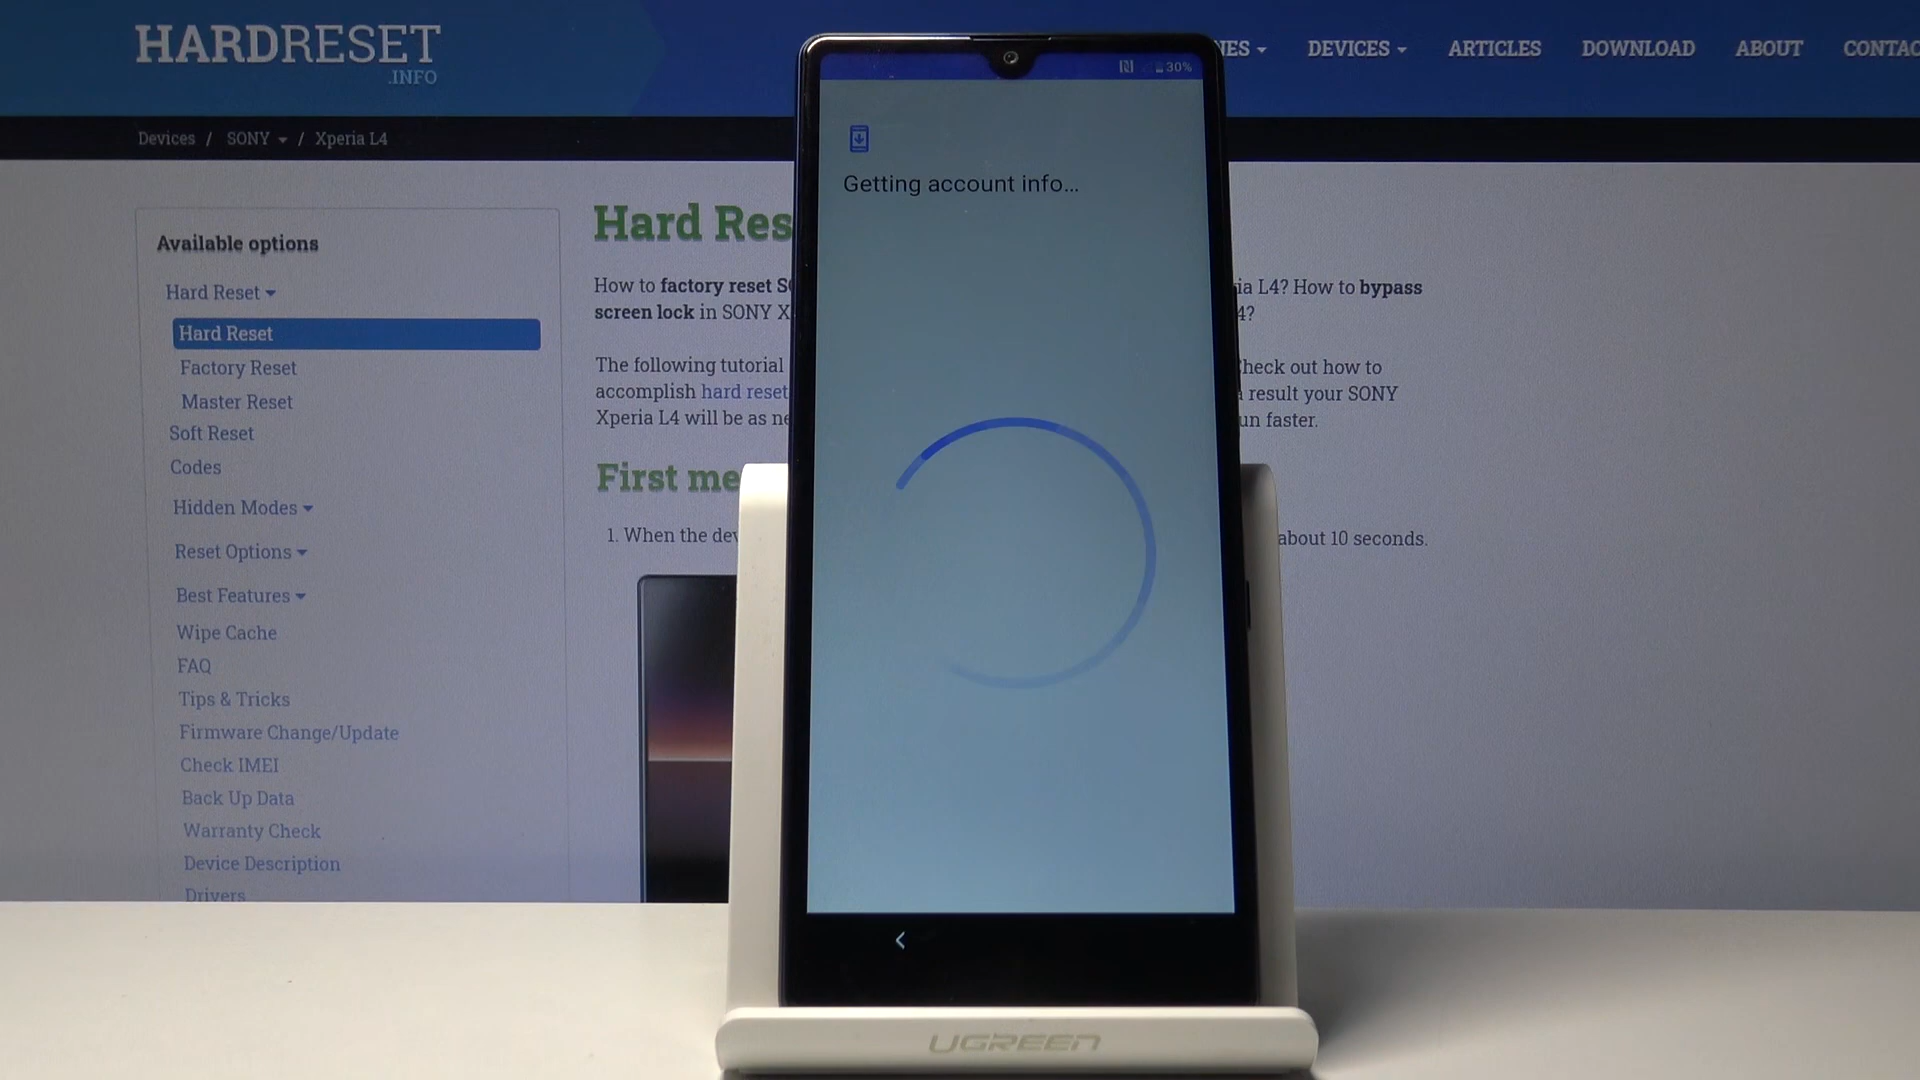 HARDRESET
.INFO
DEVICES
ARTICLES
DOWNLOAD
ABOUT
Devices / SONY / Xperia L4
Available options
Hard Reset
Hard Reset
Factory Reset
Master Reset
Soft Reset
Codes
Hidden Modes
Reset Options
Best Features
Wipe Cache
FAQ
Tips & Tricks
Firmware Change/Update
Check IMEI
Back Up Data
Warranty Check
Device Description
Drivers
Hard Res
How to factory reset S
ia L4? How to bypass
screen lock in SONY X
4?
The following tutorial
Check out how to
accomplish hard reset
result your SONY
Xperia L4 will be as ne
un faster.
First me
1. When the dev
about 10 seconds.
30%
Getting account info...
UGREEN